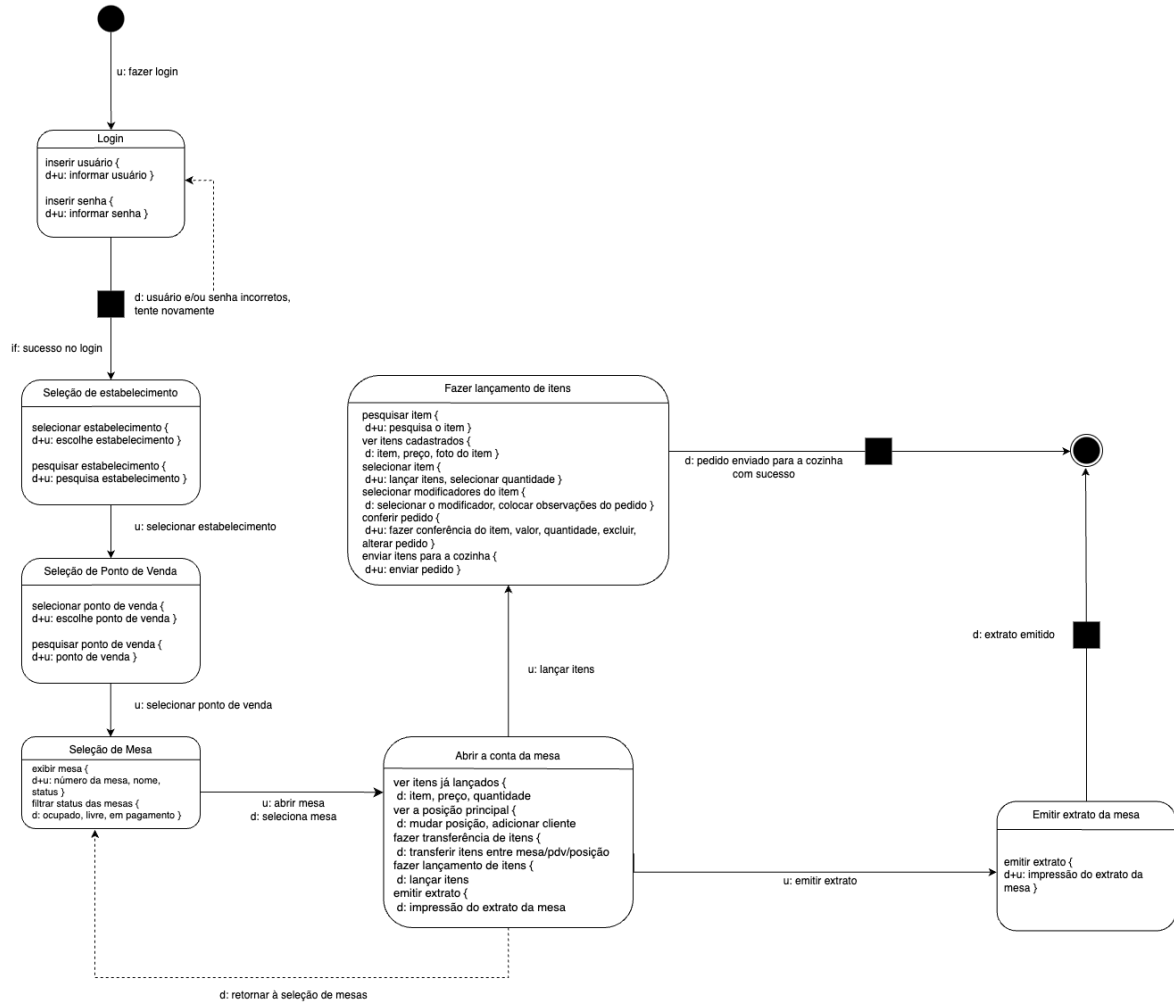 u: fazer login
Login
inserir usuário {
d+u: informar usuário }
inserir senha {
d+u: informar senha }
d: usuário e/ou senha incorretos,
tente novamente
if: sucesso no login
Seleção de estabelecimento
selecionar estabelecimento {
d+u: escolhe estabelecimento }
pesquisar estabelecimento {
d+u: pesquisa estabelecimento }
u: selecionar estabelecimento
Seleção de Ponto de Venda
selecionar ponto de venda {
d+u: escolhe ponto de venda }
pesquisar ponto de venda {
d+u: ponto de venda }
u: selecionar ponto de venda
Seleção de Mesa
exibir mesa {
d+u: número da mesa, nome,
status }
filtrar status das mesas {
d: ocupado, livre, em pagamento }
u: abrir mesa
d: seleciona mesa
Abrir a conta da mesa
ver itens já lançados {
d: item, preço, quantidade
ver a posição principal {
d: mudar posição, adicionar cliente
fazer transferência de itens {
d: transferir itens entre mesa/pdv/posição
fazer lançamento de itens {
d: lançar itens
emitir extrato {
d: impressão do extrato da mesa
d: retornar à seleção de mesas
u: lançar itens
Fazer lançamento de itens
pesquisar item {
d+u: pesquisa o item }
ver itens cadastrados {
d: item, preço, foto do item }
selecionar item {
d+u: lançar itens, selecionar quantidade }
selecionar modificadores do item {
d: selecionar o modificador, colocar observações do pedido }
conferir pedido {
d+u: fazer conferência do item, valor, quantidade, excluir,
alterar pedido }
enviar itens para a cozinha {
d+u: enviar pedido }
d: pedido enviado para a cozinha
com sucesso
u: emitir extrato
Emitir extrato da mesa
emitir extrato {
d+u: impressão do extrato da
mesa }
d: extrato emitido